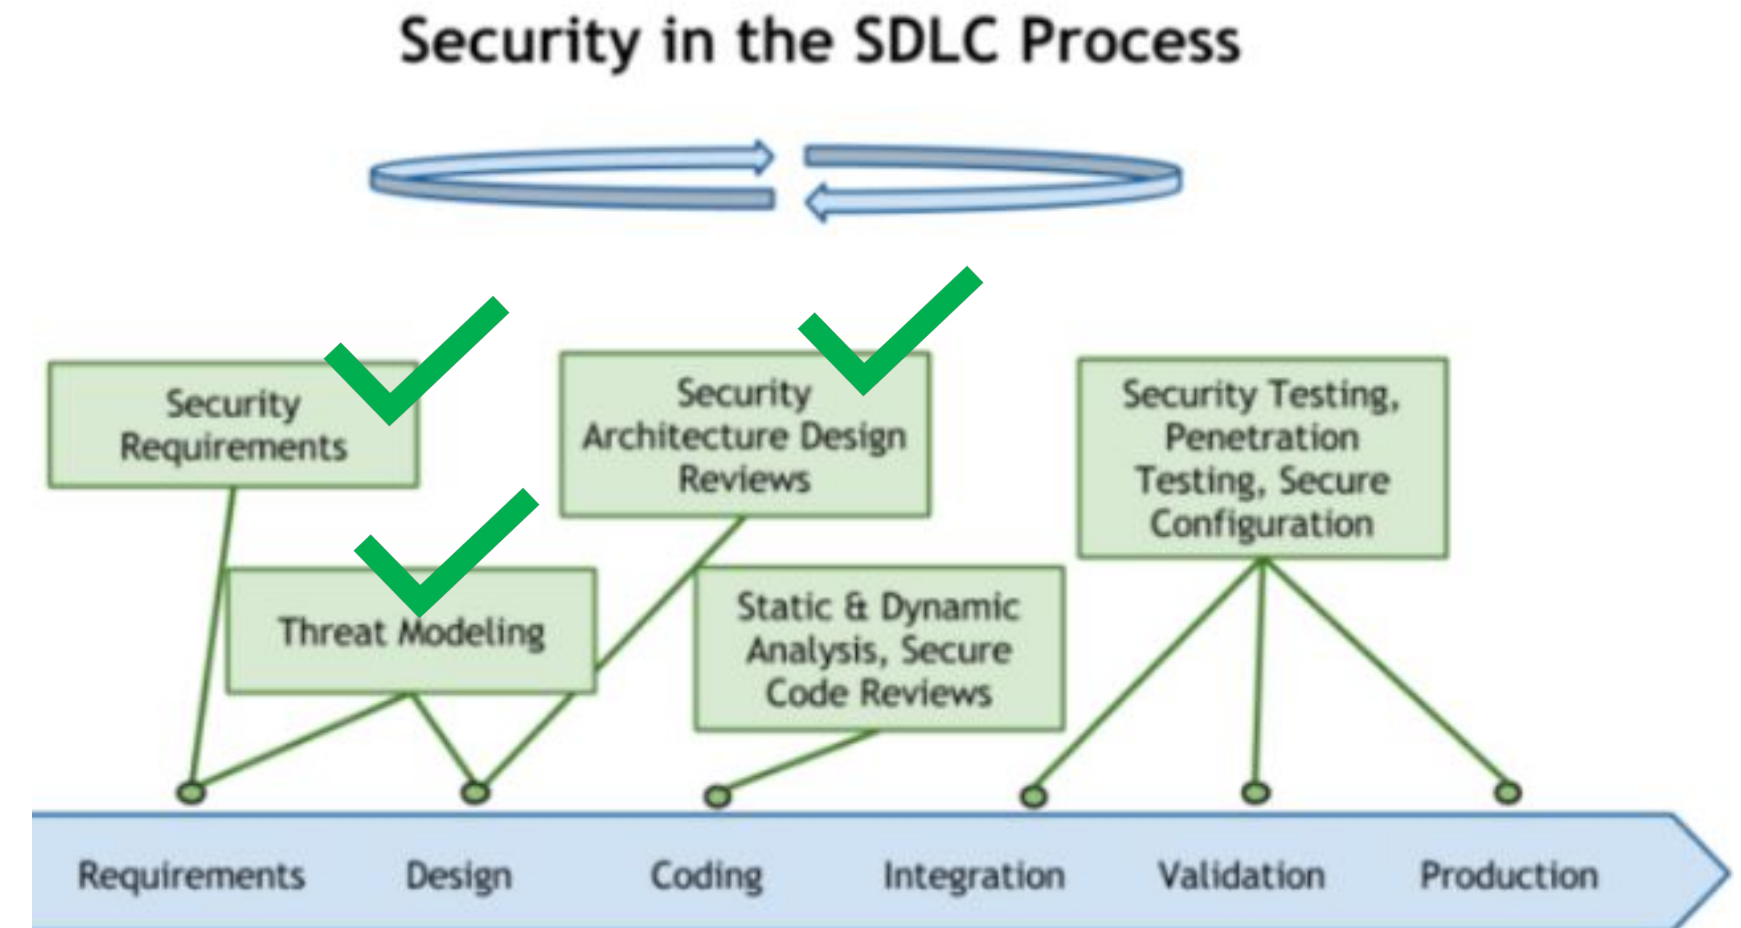 Security in the SDLC Process
Security
Requirements
Security
Architecture Design
Reviews
Security Testing,
Penetration
Testing, Secure
Configuration
Threat Modeling
Static & Dynamic
Analysis, Secure
Code Reviews
Requirements
Design
Coding
Integration
Validation
Production